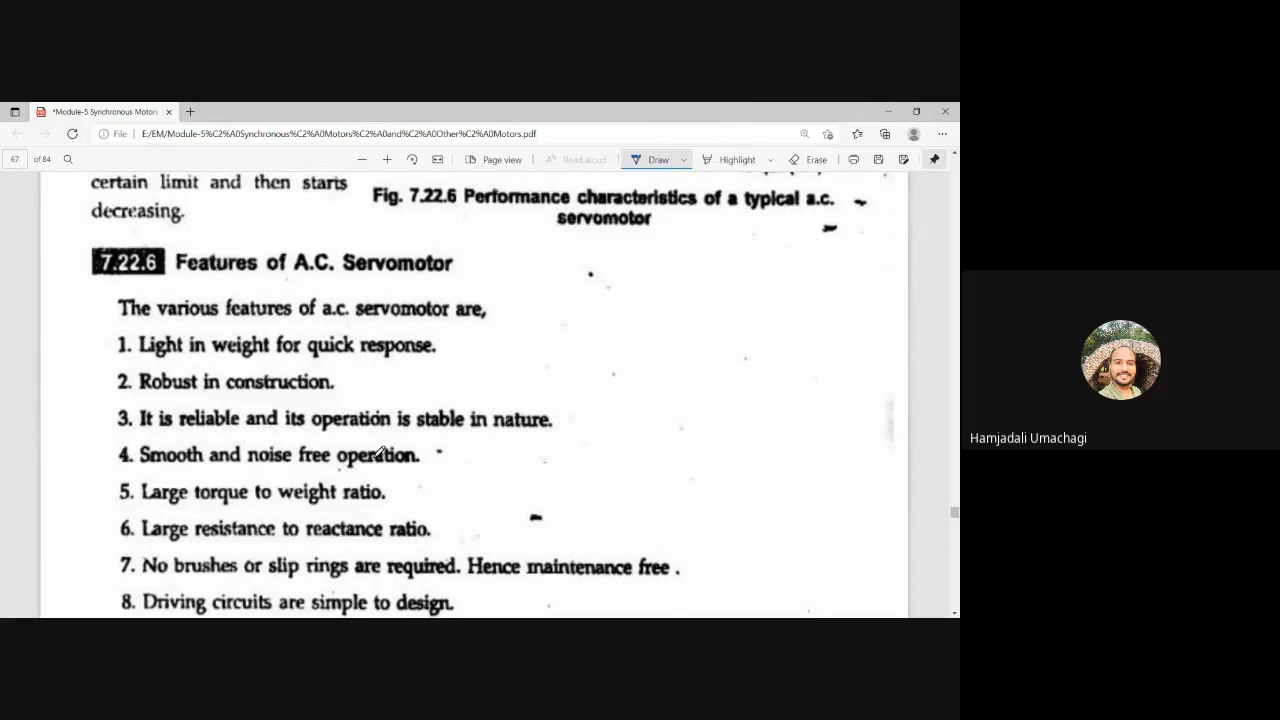 *Module-5 Synchronous Motors
File
E:/EM/Module-5%C2%A0Synchronous%C2%A0Motors%C2%A0and%C2%A0Other%C2%A0Motors.pdf
67 of 84
Page view
Read aloud
Draw
Highlight
Erase
certain limit and then starts
decreasing.
Fig. 7.22.6 Performance characteristics of a typical a.c.
servomotor
7.22.6 Features of A.C. Servomotor
The various features of a.c. servomotor are,
1. Light in weight for quick response.
2. Robust in construction.
3. It is reliable and its operation is stable in nature.
4. Smooth and noise free operation.
5. Large torque to weight ratio.
6. Large resistance to reactance ratio.
7. No brushes or slip rings are required. Hence maintenance free .
8. Driving circuits are simple to design.
Hamjadali Umachagi